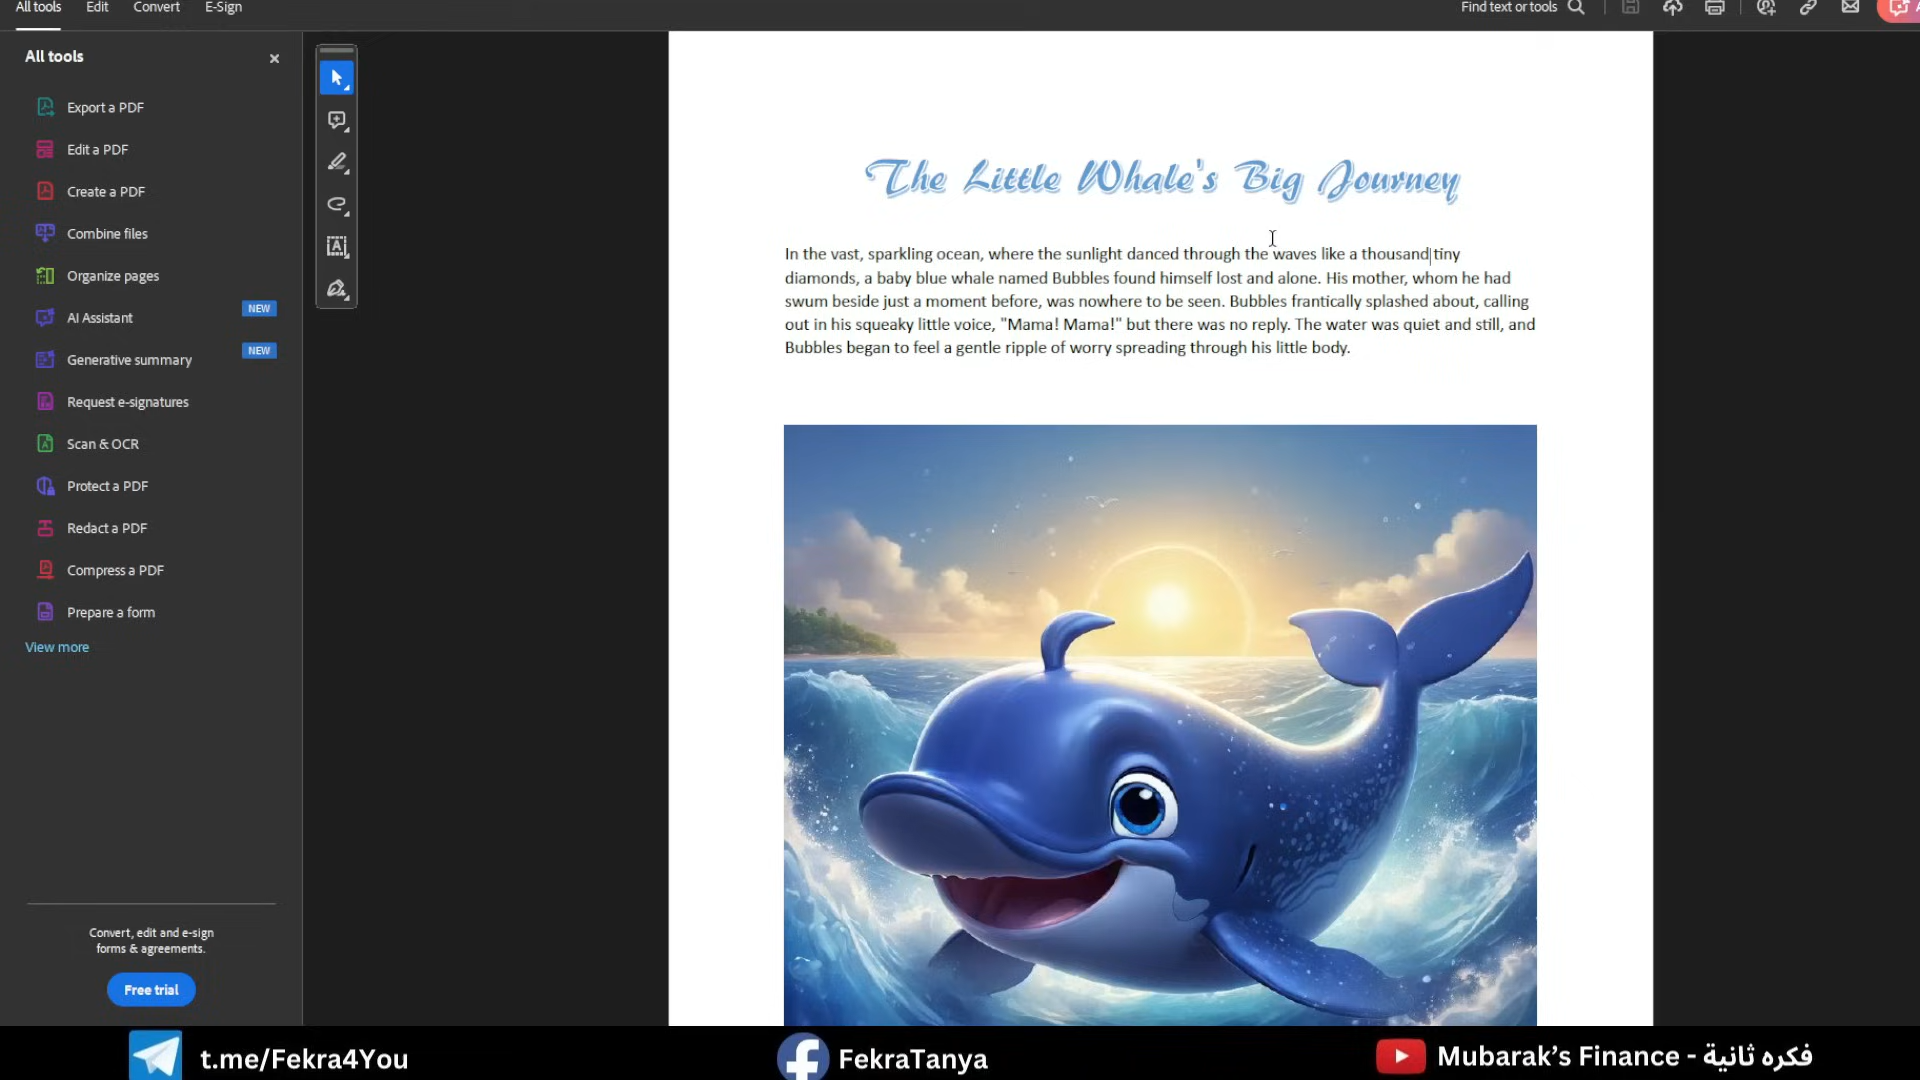 All tools
Edit
Convert
E-Sign
Find text or tools
All tools
Export a PDF
Edit a PDF
Create a PDF
Combine files
Organize pages
AI Assistant
NEW
Generative summary
NEW
Request e-signatures
Scan & OCR
Protect a PDF
Redact a PDF
Compress a PDF
Prepare a form
View more
Convert, edit and e-sign
forms & agreements.
Free trial
The Little Whale's Big Journey
In the vast, sparkling ocean, where the sunlight danced through the waves like a thousand tiny
diamonds, a baby blue whale named Bubbles found himself lost and alone. His mother, whom he had
swum beside just a moment before, was nowhere to be seen. Bubbles frantically splashed about, calling
out in his squeaky little voice, "Mama! Mama!" but there was no reply. The water was quiet and still, and
Bubbles began to feel a gentle ripple of worry spreading through his little body.
t.me/Fekra4You
FekraTanya
Mubarak’s Finance - فكره ثانية